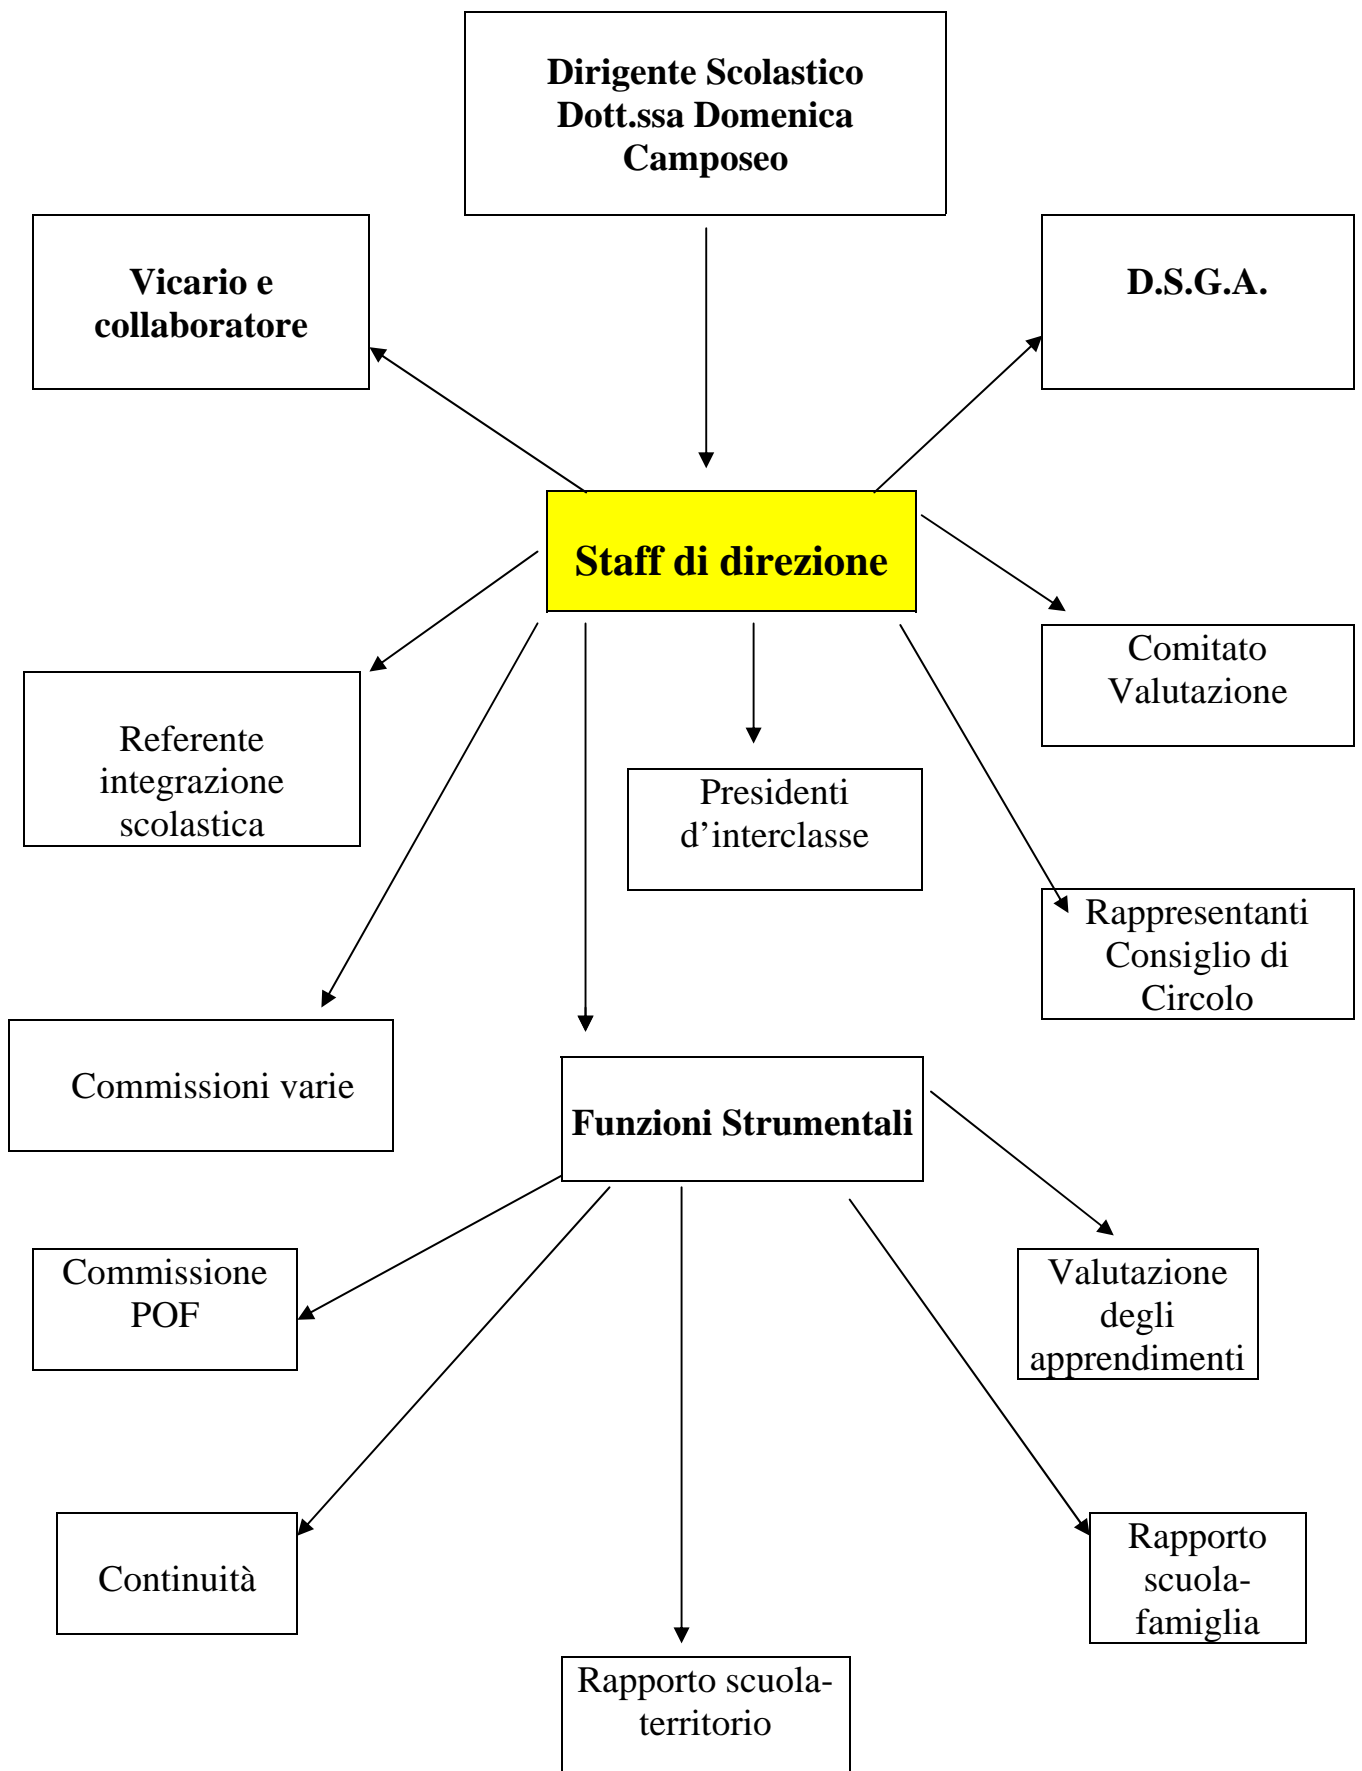 Dirigente Scolastico
Dott.ssa Domenica
Camposeo
Vicario e
collaboratore
D.S.G.A.
Staff di direzione
Comitato
Valutazione
Referente
integrazione
scolastica
Presidenti
d’interclasse
Rappresentanti
Consiglio di
Circolo
Commissioni varie
Funzioni Strumentali
Commissione
POF
Valutazione
degli
apprendimenti
Continuità
Rapporto
scuola-
famiglia
Rapporto scuola-
territorio